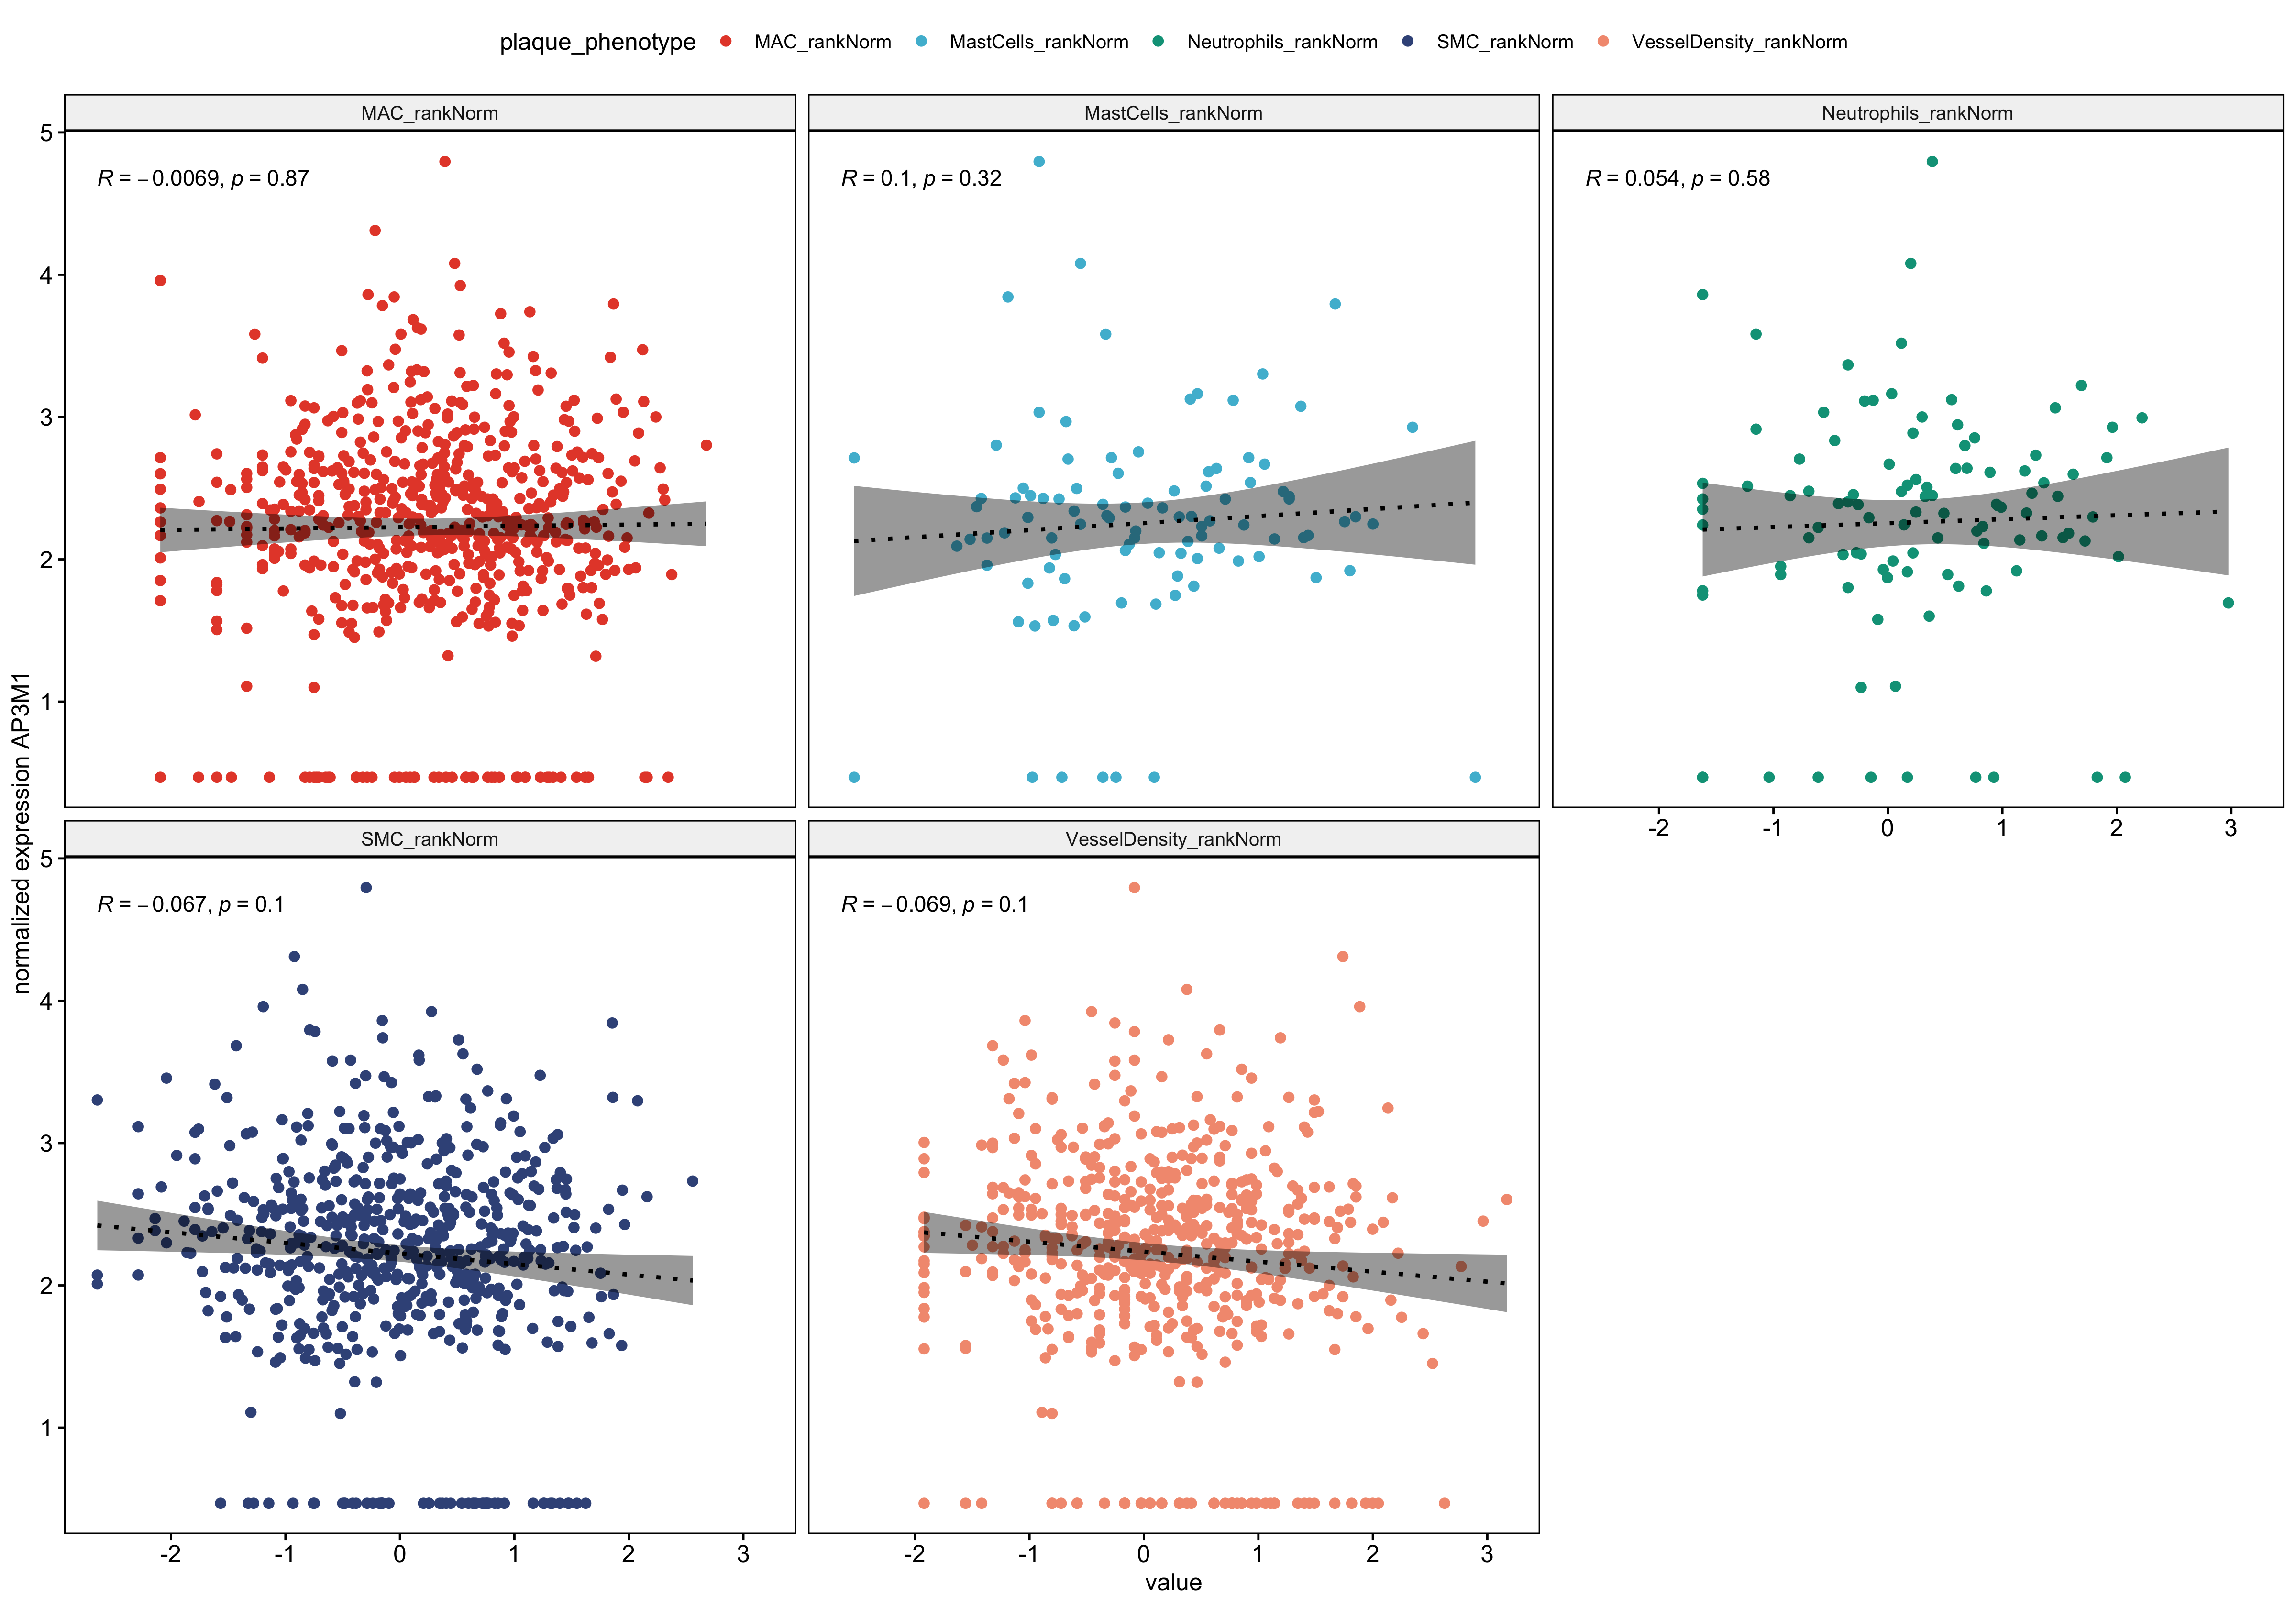 plaque_phenotype MAC_rankNorm MastCells_rankNorm Neutrophils_rankNorm SMC_rankNorm VesselDensity_rankNorm
MAC_rankNorm
MastCells_rankNorm
Neutrophils_rankNorm
R = −0.0069, p = 0.87
R = 0.1, p = 0.32
R = 0.054, p = 0.58
5
4
3
2
1
-2 -1 0 1 2 3
normalized expression AP3M1
SMC_rankNorm
VesselDensity_rankNorm
R = −0.067, p = 0.1
R = −0.069, p = 0.1
5
4
3
2
1
-2 -1 0 1 2 3
-2 -1 0 1 2 3
value